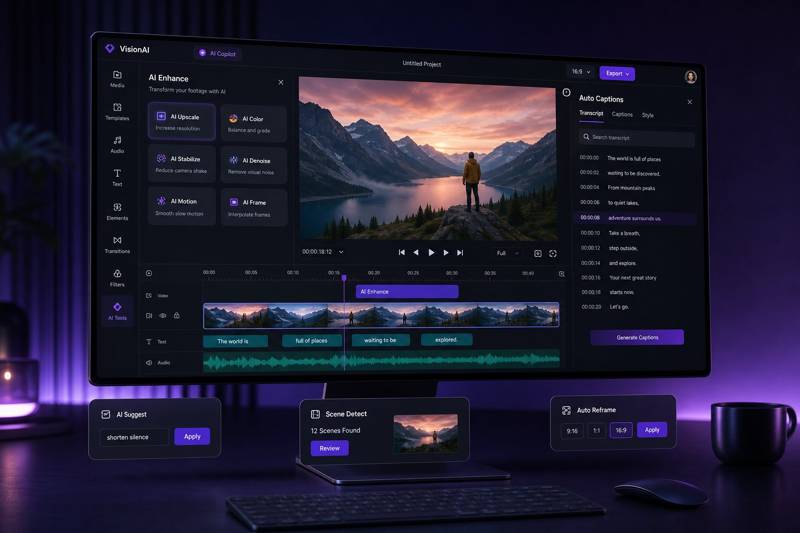 VisionAI
AI Copilot
Untitled Project
16:9
Export
Media
Templates
Audio
Text
Elements
Transitions
Filters
AI Tools
AI Enhance
Transform your footage with AI
AI Upscale
Increase resolution
AI Color
Balance and grade
AI Stabilize
Reduce camera shake
AI Denoise
Remove visual noise
AI Motion
Smooth slow motion
AI Frame
Interpolate frames
00:00:18:12
Full
Auto Captions
Transcript Captions Style
Search transcript
00:00:00 The world is full of places
00:00:02 waiting to be discovered.
00:00:04 From mountain peaks
00:00:06 to quiet lakes,
00:00:08 adventure surrounds us.
00:00:10 Take a breath,
00:00:12 step outside,
00:00:14 and explore.
00:00:16 Your next great story
00:00:18 starts now.
00:00:20 Let's go.
Generate Captions
00:00 00:05 00:10 00:15 00:20 00:25 00:30 00:35 00:40
AI Enhance
Video
Text
The world is
full of places
waiting to be
explored.
Audio
AI Suggest
shorten silence
Apply
Scene Detect
12 Scenes Found
Review
Auto Reframe
9:16
1:1
16:9
Apply